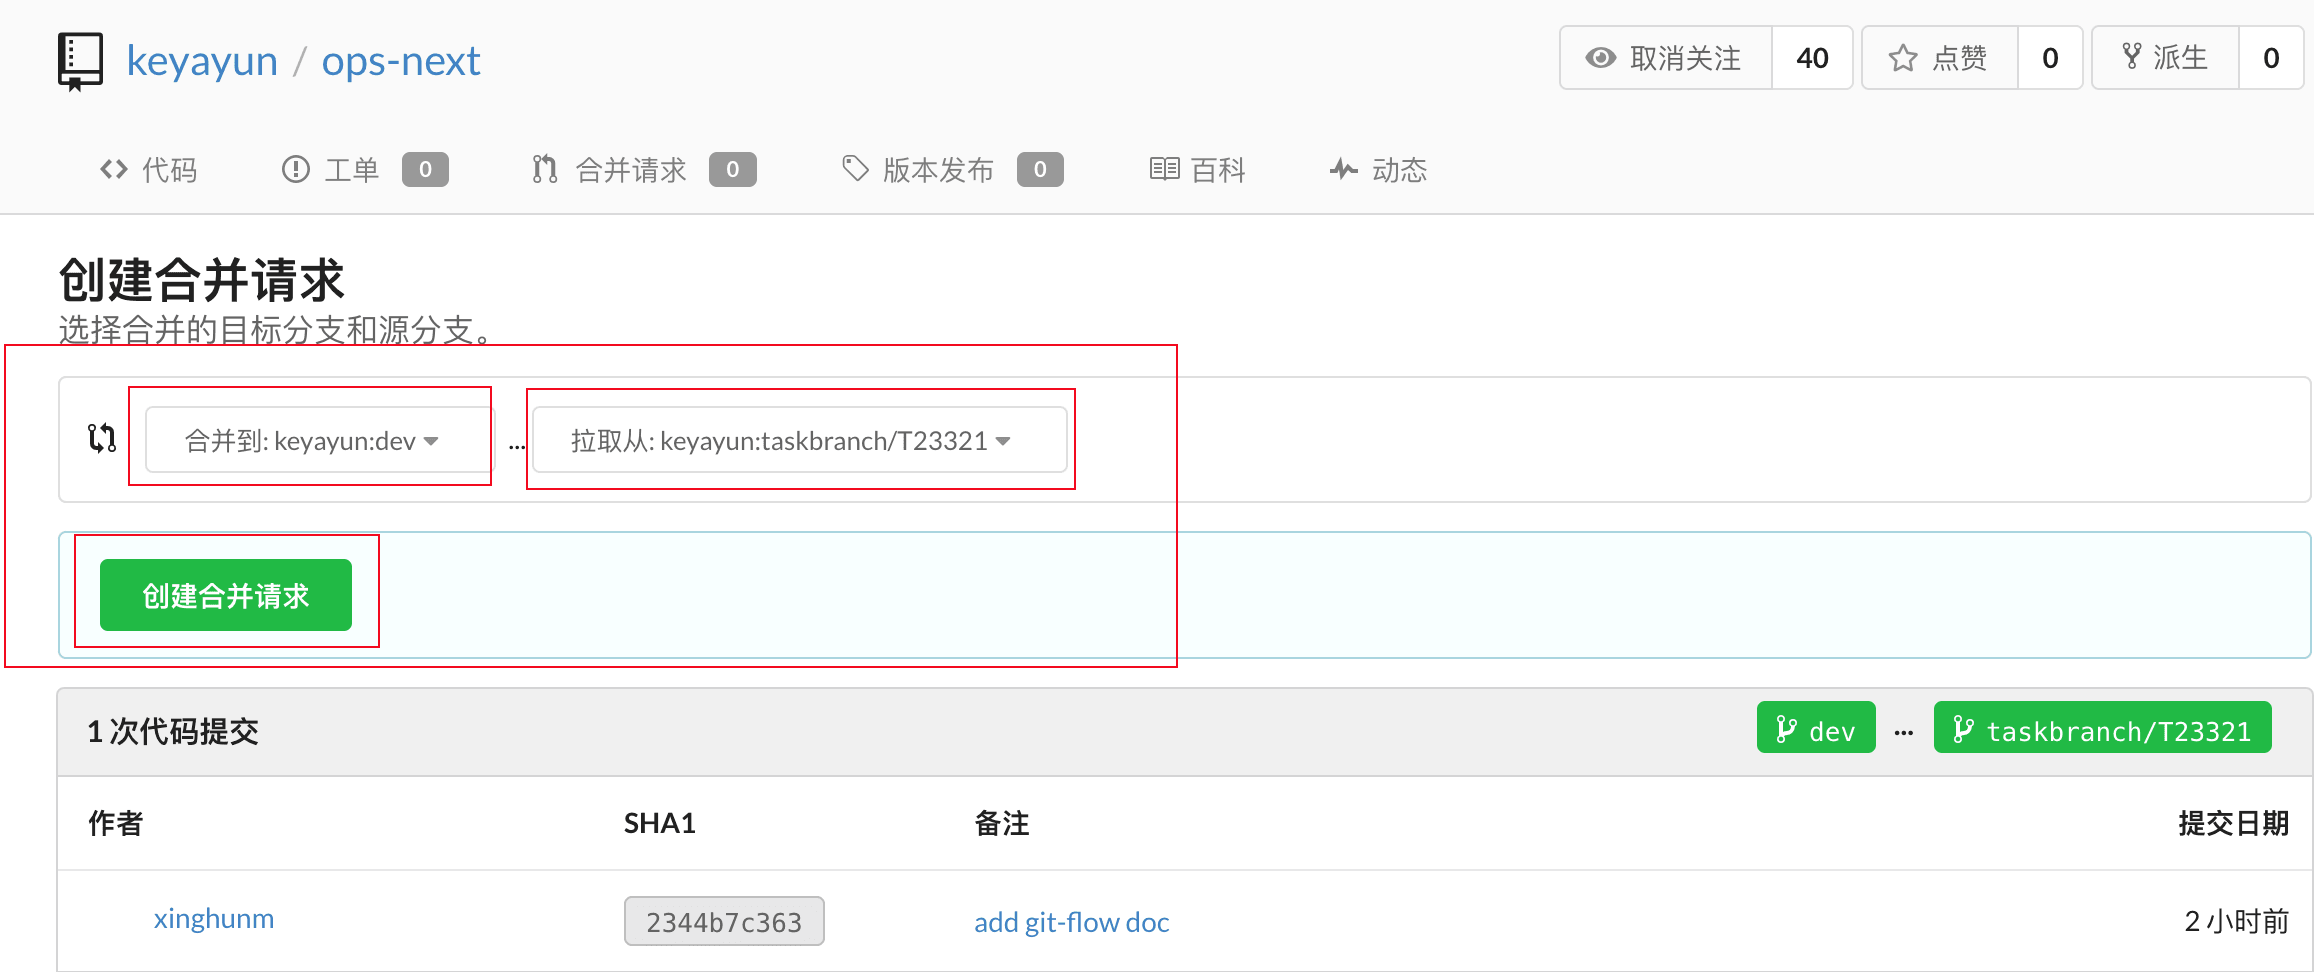 keyayun / ops-next
取消关注 40 点赞 0 派生 0
代码 工单 0 合并请求 0 版本发布 0 百科 动态
创建合并请求
选择合并的目标分支和源分支。
合并到: keyayun:dev ... 拉取从: keyayun:taskbranch/T23321
创建合并请求
1 次代码提交 dev ... taskbranch/T23321
作者 SHA1 备注 提交日期
xinghunm 2344b7c363 add git-flow doc 2 小时前